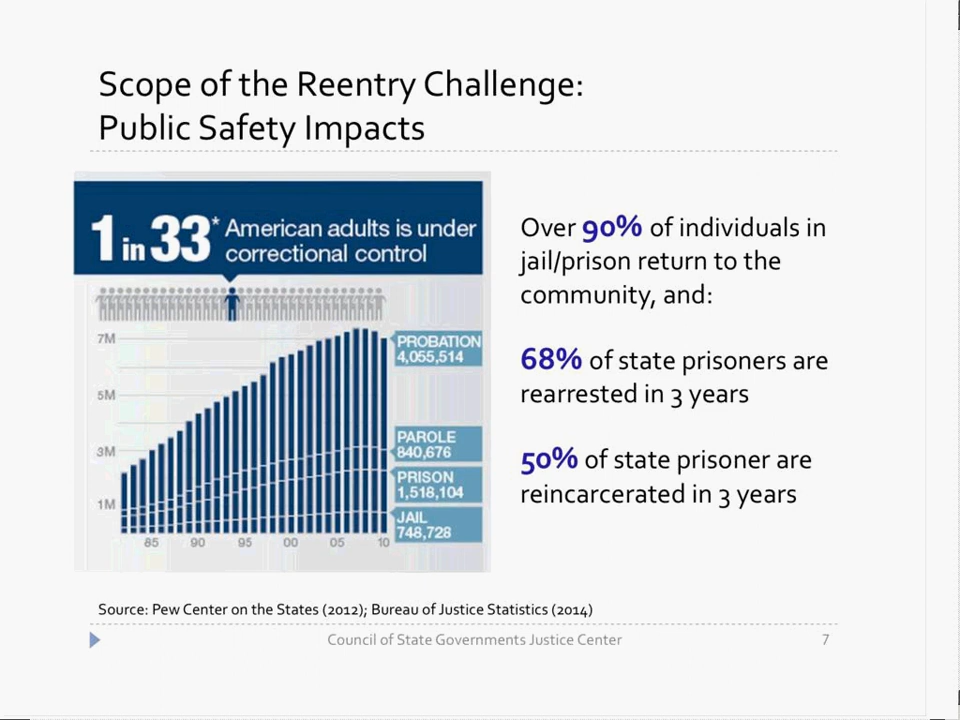 Scope of the Reentry Challenge:
Public Safety Impacts
1 in 33* American adults is under
correctional control
7M
5M
3M
1M
PROBATION
4,055,514
PAROLE
840,676
PRISON
1,518,104
JAIL
748,728
85 90 95 00 05 10
Over 90% of individuals in
jail/prison return to the
community, and:
68% of state prisoners are
rearrested in 3 years
50% of state prisoner are
reincarcerated in 3 years
Source: Pew Center on the States (2012); Bureau of Justice Statistics (2014)
Council of State Governments Justice Center 7